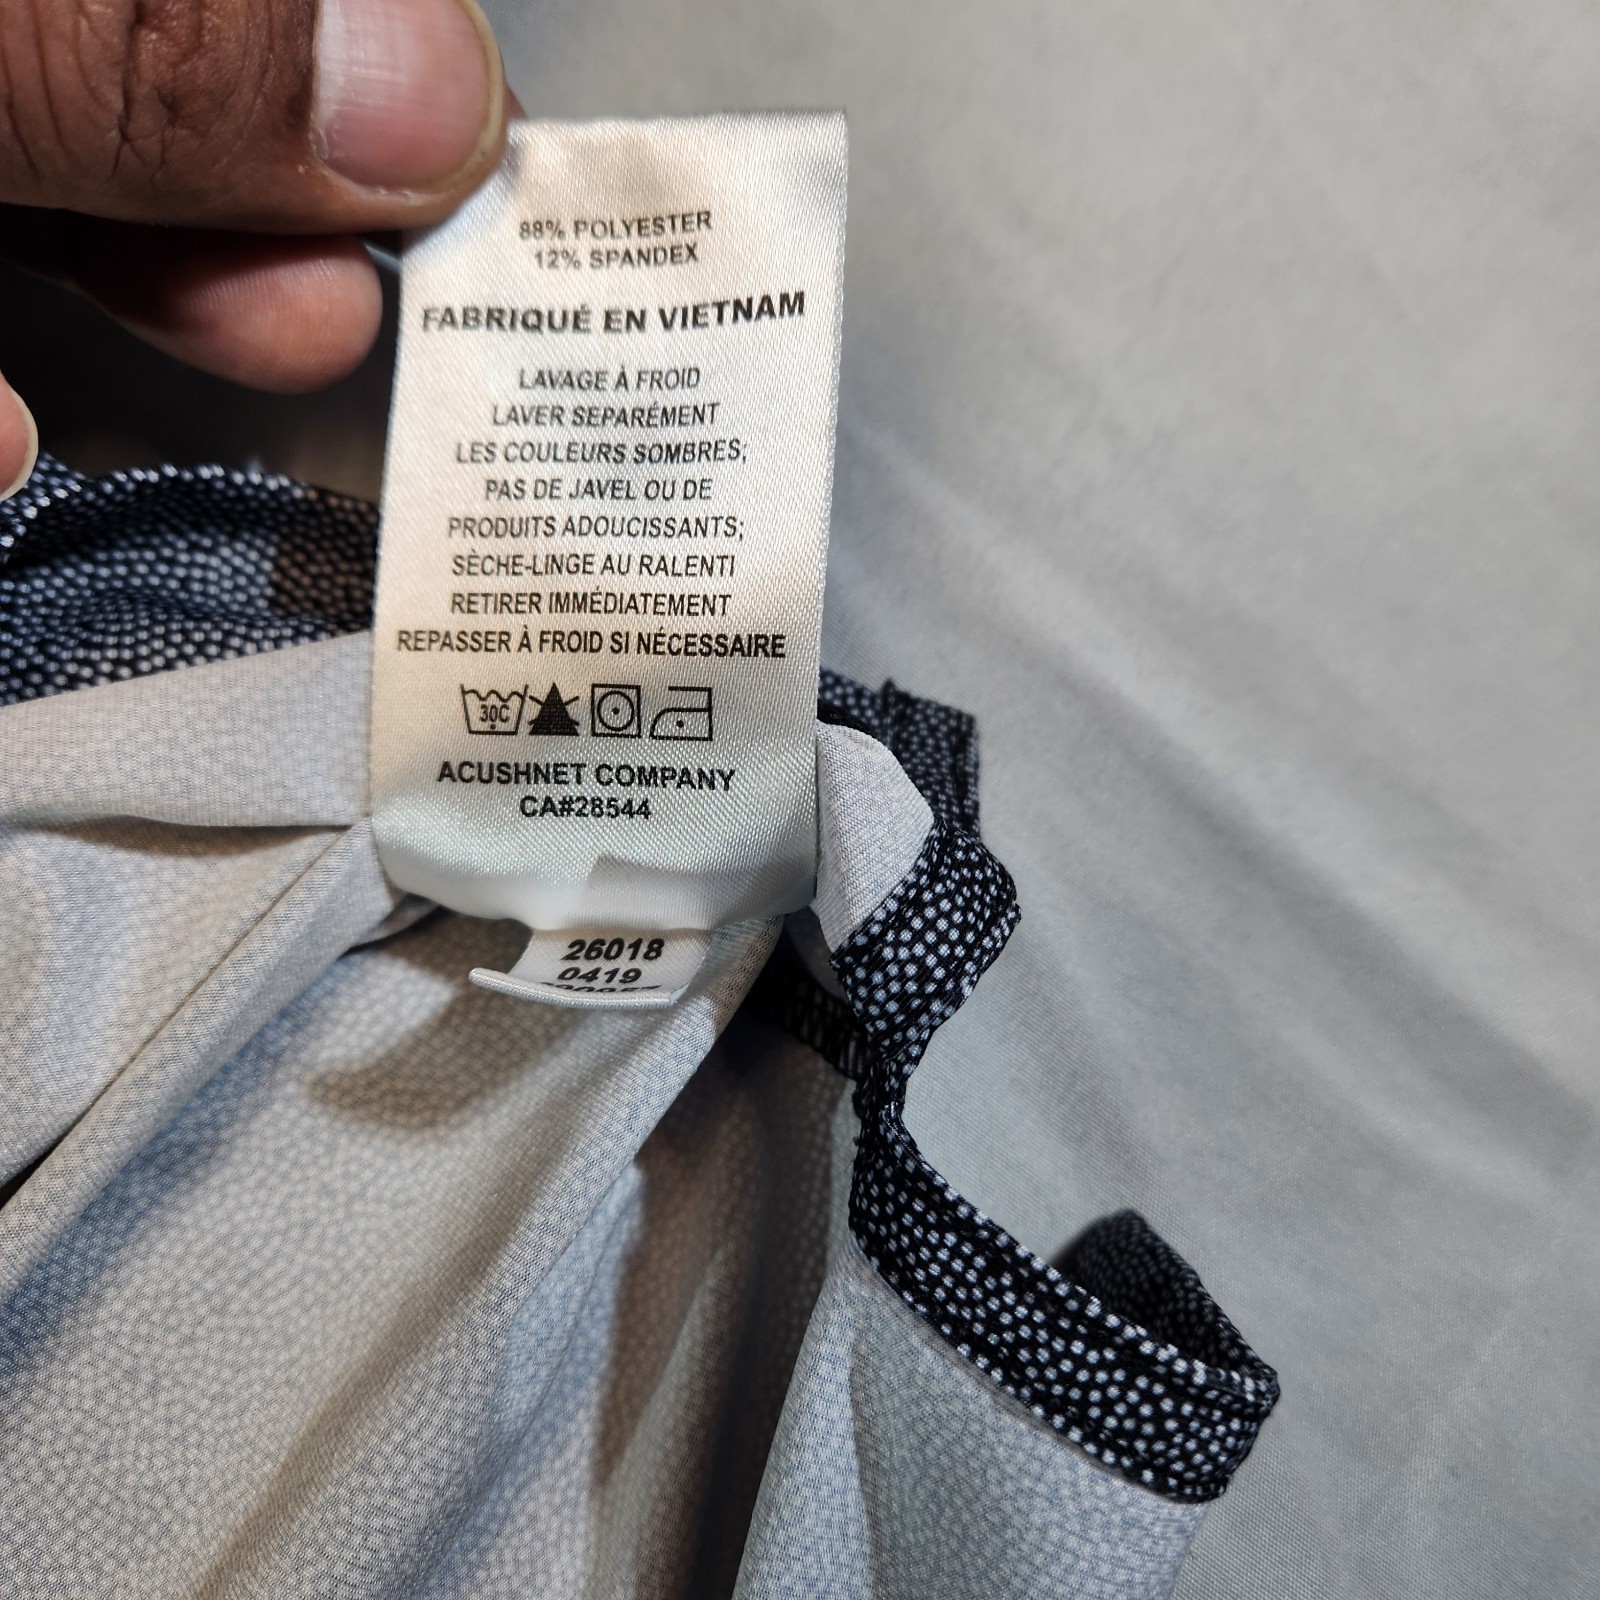 88% POLYESTER
12% SPANDEX
FABRIQUÉ EN VIETNAM
LAVAGE À FROID
LAVER SEPARÉMENT
LES COULEURS SOMBRES;
PAS DE JAVEL OU DE
PRODUITS ADOUCISSANTS;
SÈCHE-LINGE AU RALENTI
RETIRER IMMÉDIATEMENT
REPASSER À FROID SI NÉCESSAIRE
30C
ACUSHNET COMPANY
CA#28544
26018
0419